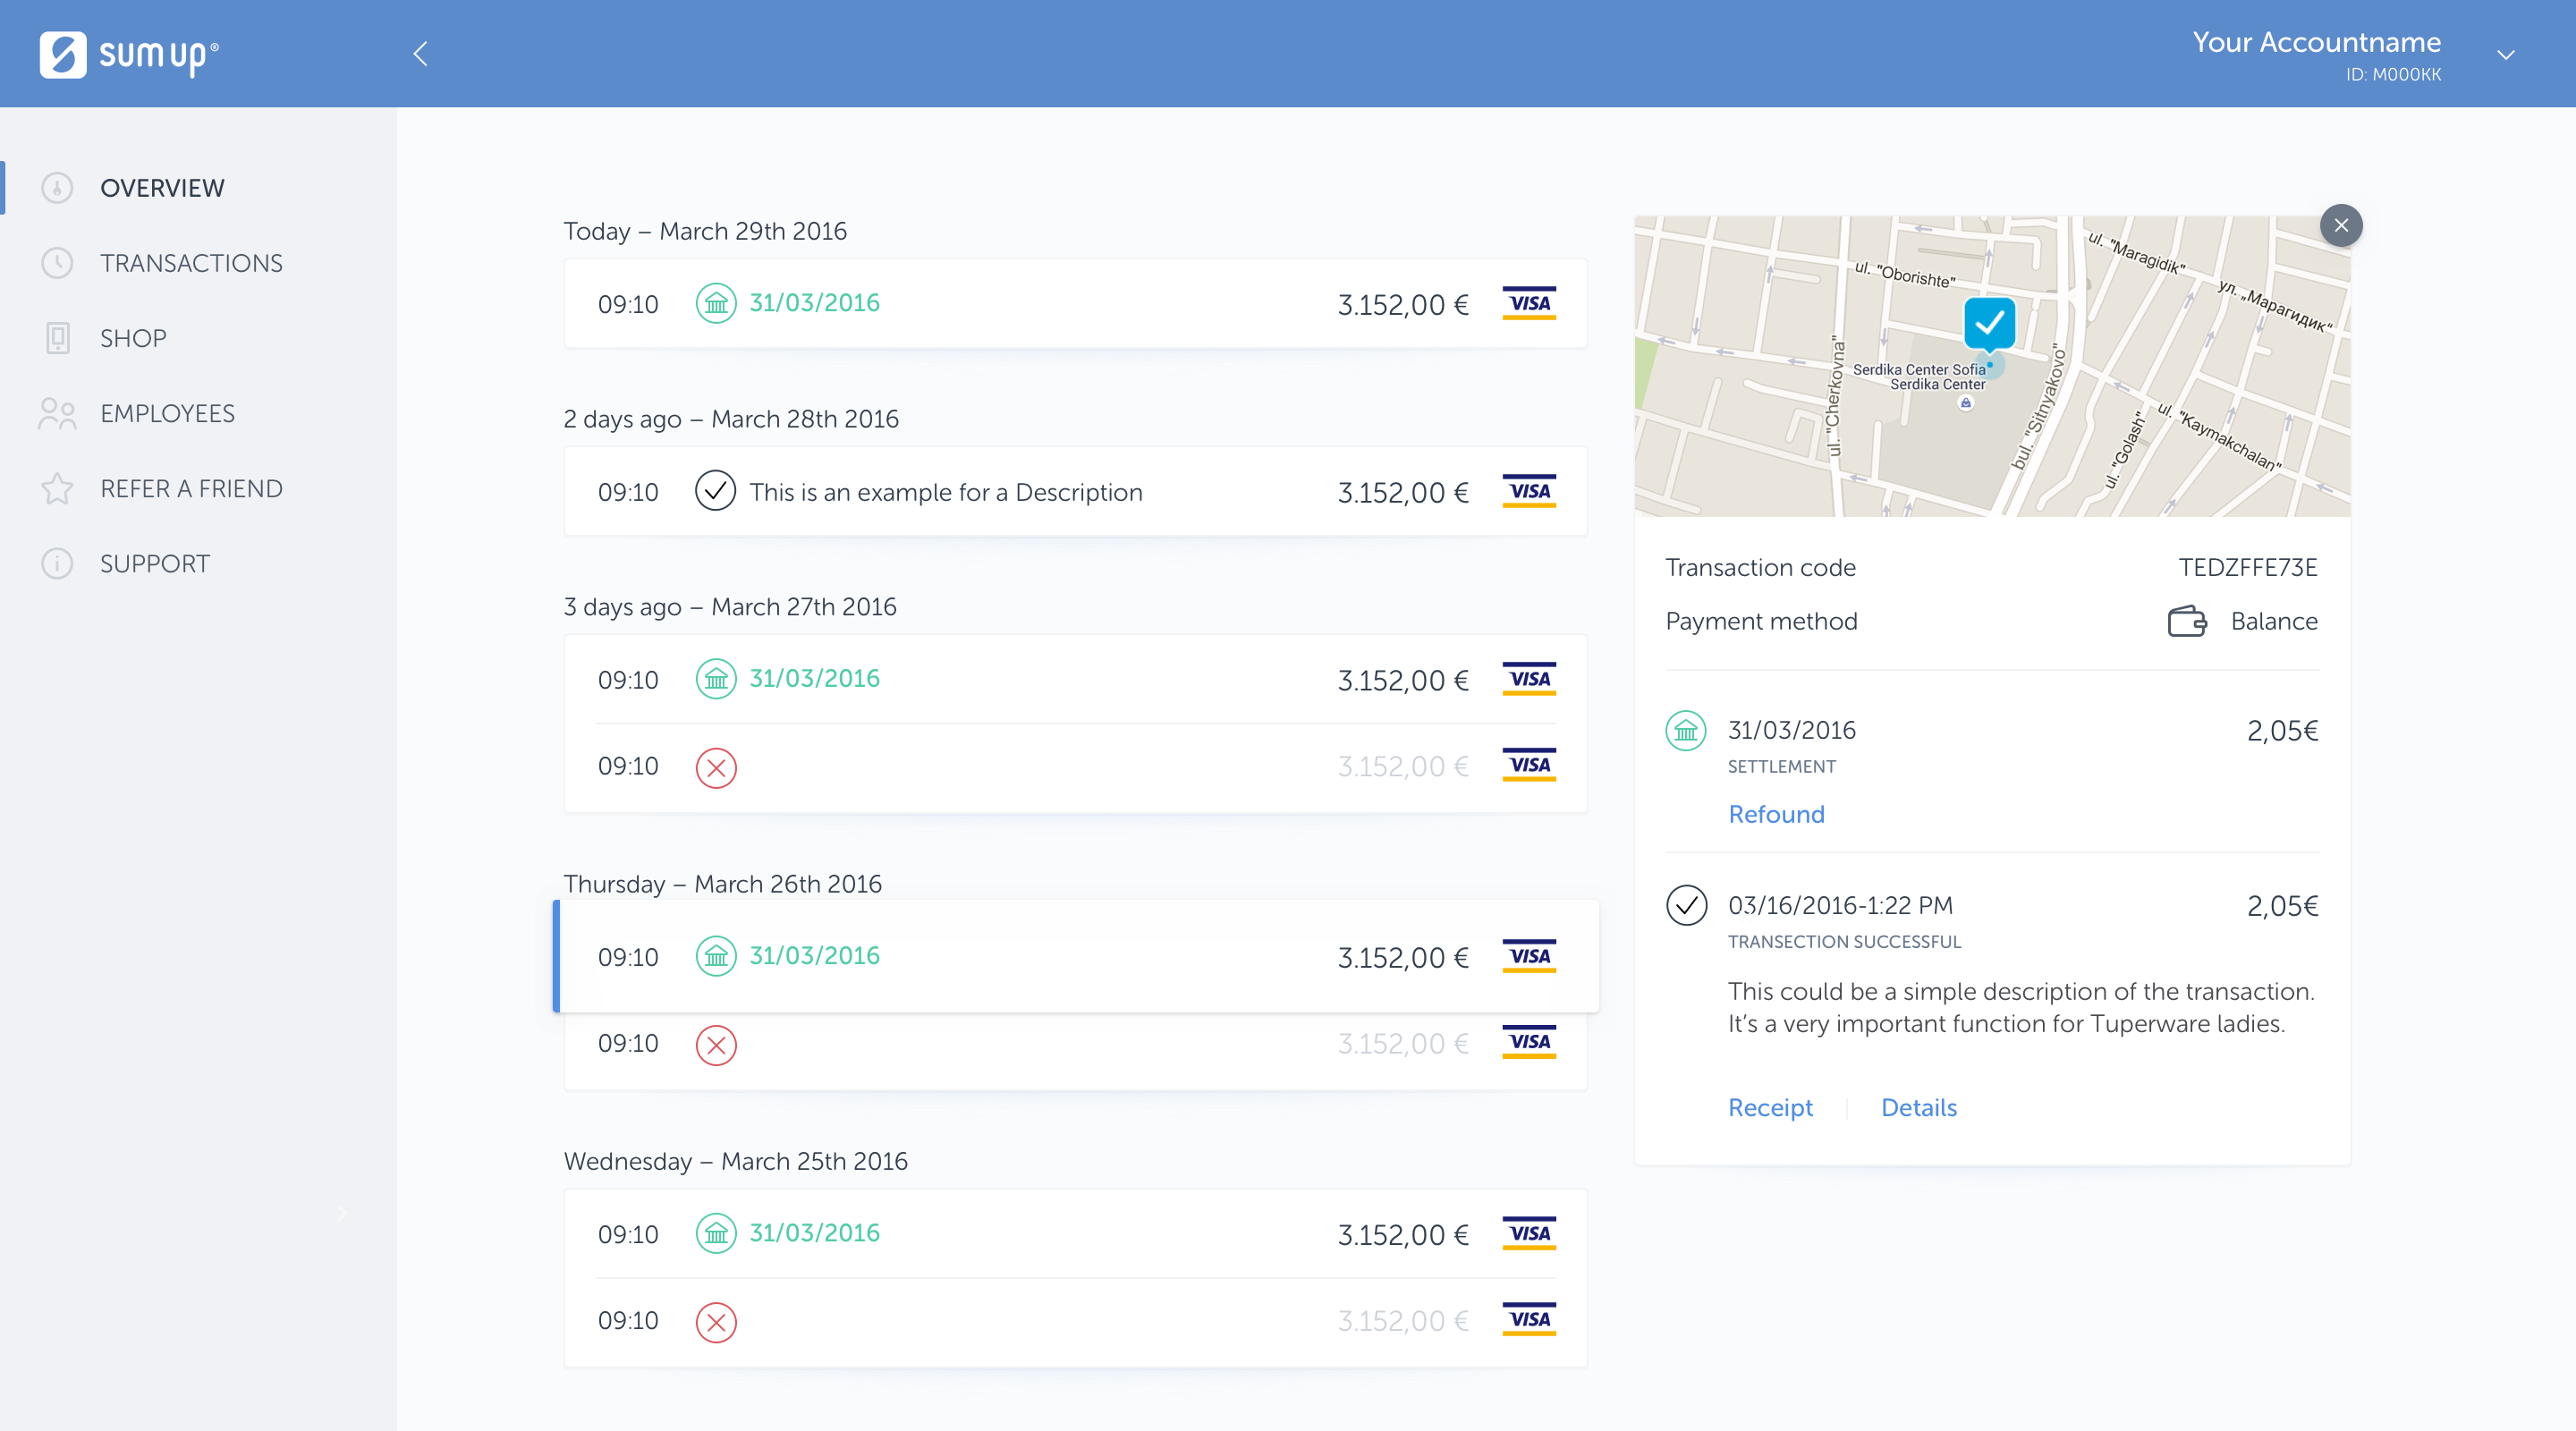 sumup®
Your Accountname
ID: M000KK
OVERVIEW
TRANSACTIONS
SHOP
EMPLOYEES
REFER A FRIEND
SUPPORT
Today – March 29th 2016
09:10 31/03/2016 3.152,00 € VISA
2 days ago – March 28th 2016
09:10 This is an example for a Description 3.152,00 € VISA
3 days ago – March 27th 2016
09:10 31/03/2016 3.152,00 € VISA
09:10 3.152,00 € VISA
Thursday – March 26th 2016
09:10 31/03/2016 3.152,00 € VISA
09:10 3.152,00 € VISA
Wednesday – March 25th 2016
09:10 31/03/2016 3.152,00 € VISA
09:10 3.152,00 € VISA
ul. "Maragidik"
ul. "Oborishte"
ул. „Марагидик“
Serdika Center Sofia
Serdika Center
ul. "Cherkovna"
bul. "Sitnyakovo"
ul. "Golash"
ul. "Kaymakchalan"
Transaction code TEDZFFE73E
Payment method Balance
31/03/2016 2,05€
SETTLEMENT
Refound
03/16/2016-1:22 PM 2,05€
TRANSECTION SUCCESSFUL
This could be a simple description of the transaction.
It’s a very important function for Tuperware ladies.
Receipt Details